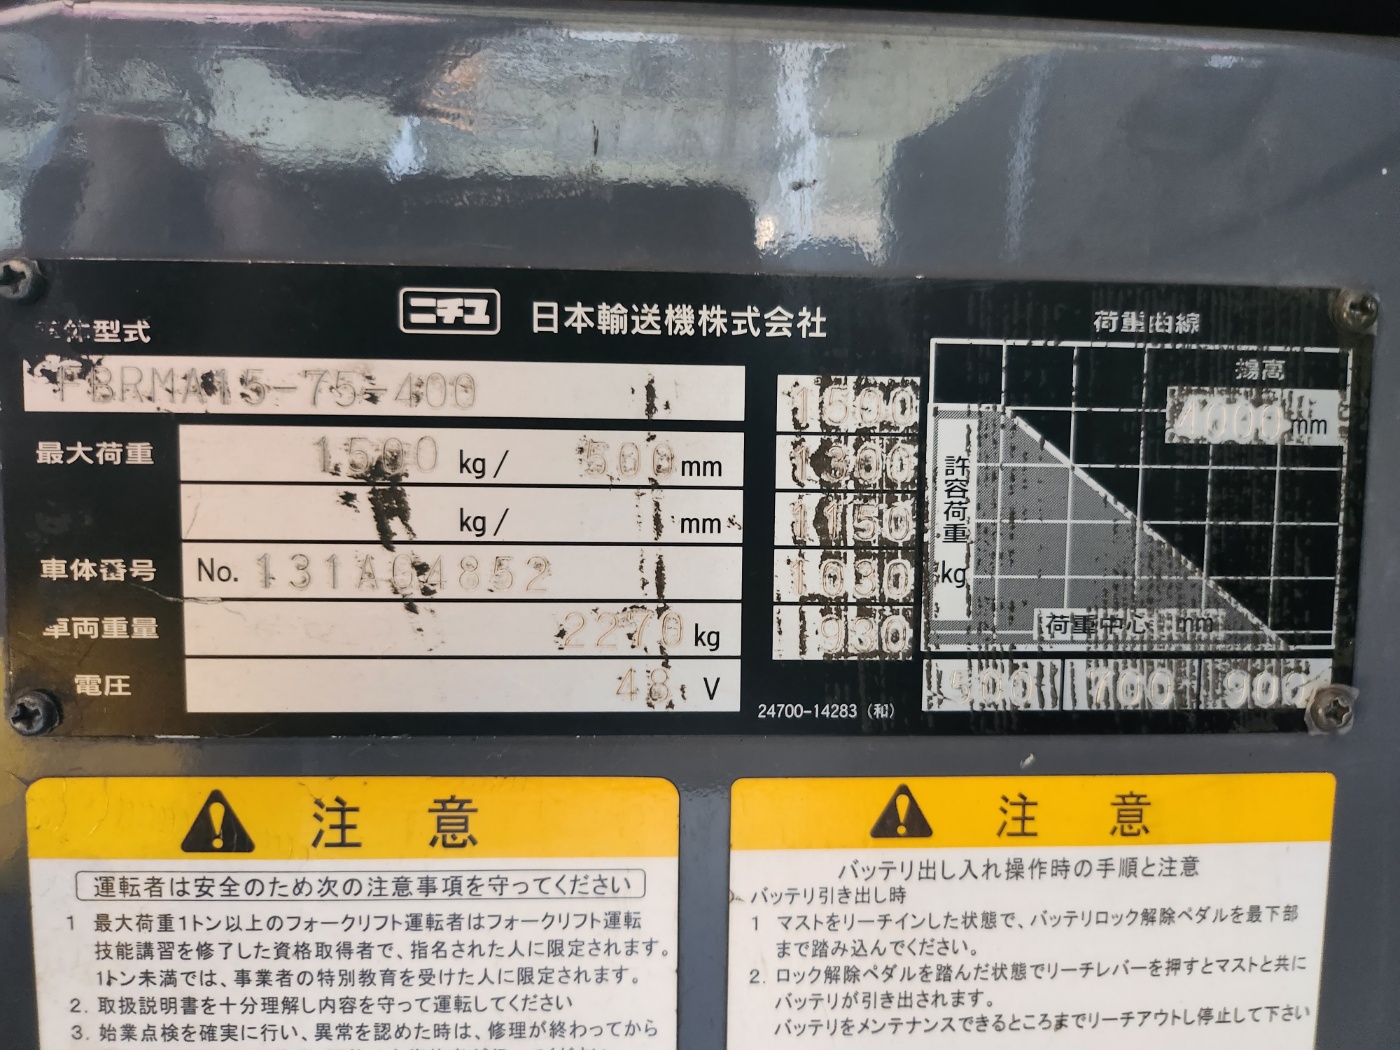 ニチユ 日本輸送機株式会社
車体型式
FBRMA15-75-400
最大荷重 1500 kg/ 500 mm
kg/ mm
車体番号 No. 131A04852
車両重量 2270 kg
電圧 48 V
1500
1300
1150
1030
930
24700-14283 (和)
荷重曲線
揚高
4000 mm
許容荷重
kg
荷重中心 mm
500 700 900
注意
運転者は安全のため次の注意事項を守ってください
1 最大荷重1トン以上のフォークリフト運転者はフォークリフト運転
技能講習を修了した資格取得者で、指名された人に限定されます。
1トン未満では、事業者の特別教育を受けた人に限定されます。
2. 取扱説明書を十分理解し内容を守って運転してください
3. 始業点検を確実に行い、異常を認めた時は、修理が終わってから
注意
バッテリ出し入れ操作時の手順と注意
バッテリ引き出し時
1 マストをリーチインした状態で、バッテリロック解除ペダルを最下部
まで踏み込んでください。
2. ロック解除ペダルを踏んだ状態でリーチレバーを押すとマストと共に
バッテリが引き出されます。
バッテリをメンテナンスできるところまでリーチアウトし停止して下さい